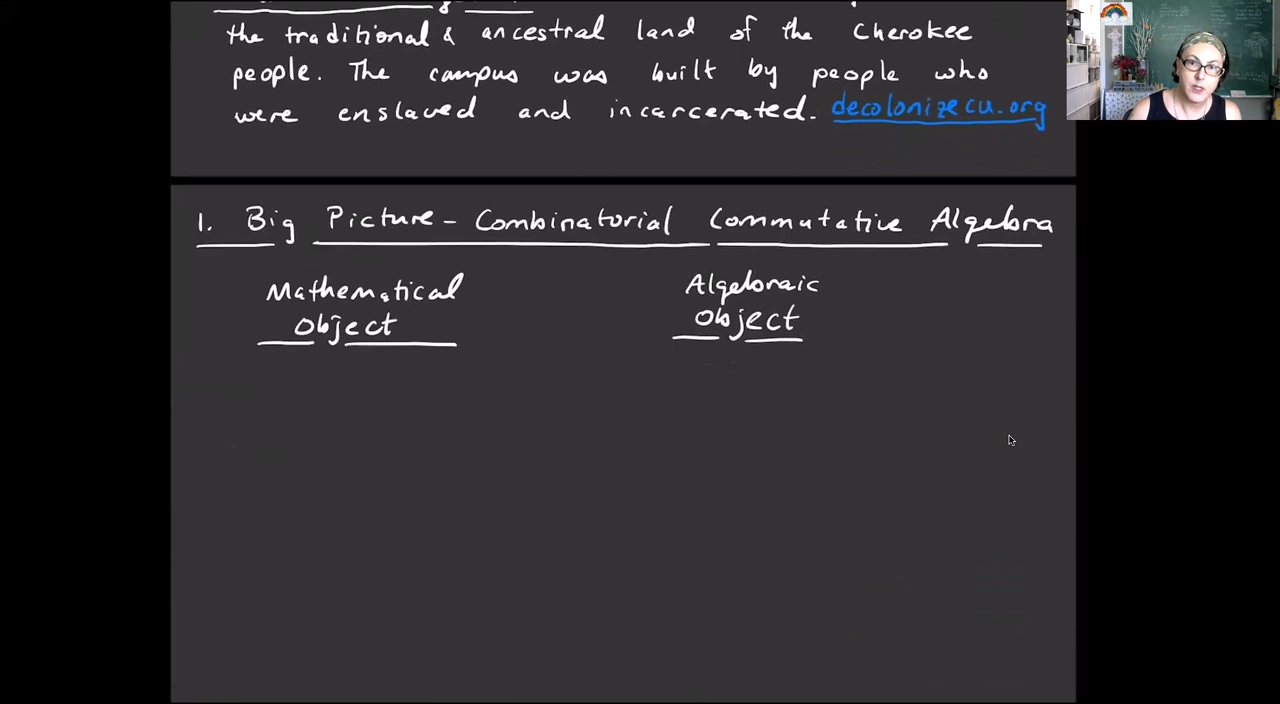 the traditional & ancestral land of the Cherokee
people. The campus was built by people who
were enslaved and incarcerated. decolonizecu.org
1. Big Picture - Combinatorial Commutative Algebra
Mathematical
Object
Algebraic
Object